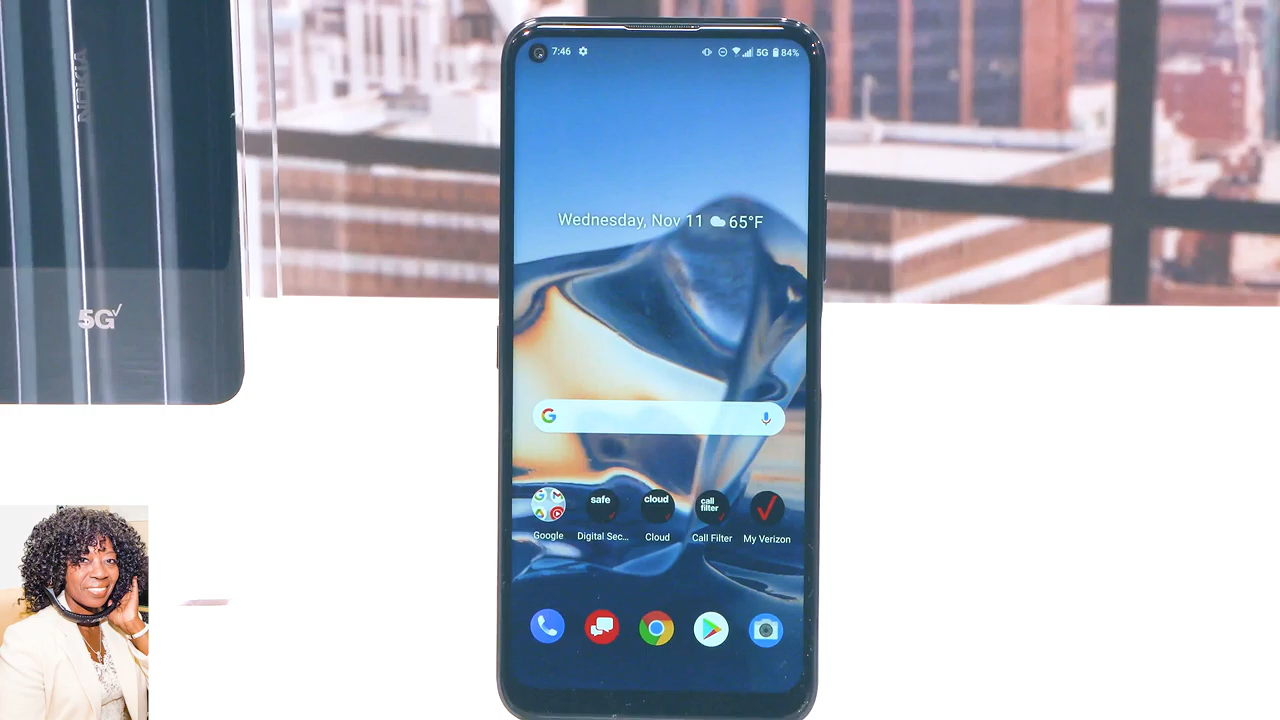 NOKIA
5G
7:46
5G 84%
Wednesday, Nov 11 65°F
G
safe
cloud
call
filter
Google
Digital Sec...
Cloud
Call Filter
My Verizon